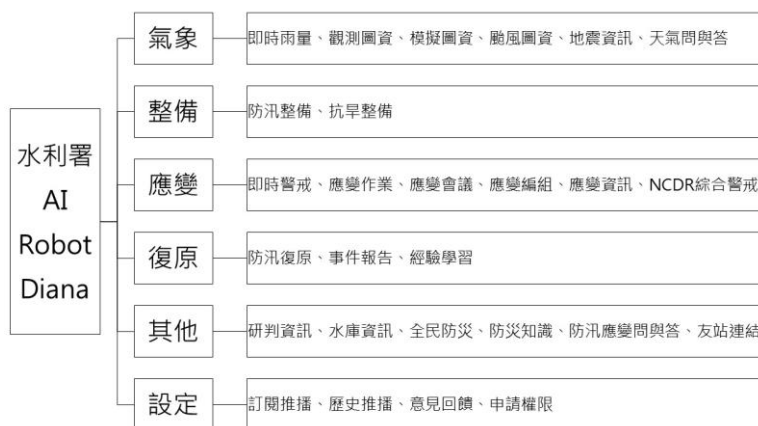 水利署
AI
Robot
Diana
氣象
即時雨量、觀測圖資、模擬圖資、颱風圖資、地震資訊、天氣問與答
整備
防汛整備、抗旱整備
應變
即時警戒、應變作業、應變會議、應變編組、應變資訊、NCDR綜合警戒
復原
防汛復原、事件報告、經驗學習
其他
研判資訊、水庫資訊、全民防災、防災知識、防汛應變問與答、友站連結
設定
訂閱推播、歷史推播、意見回饋、申請權限